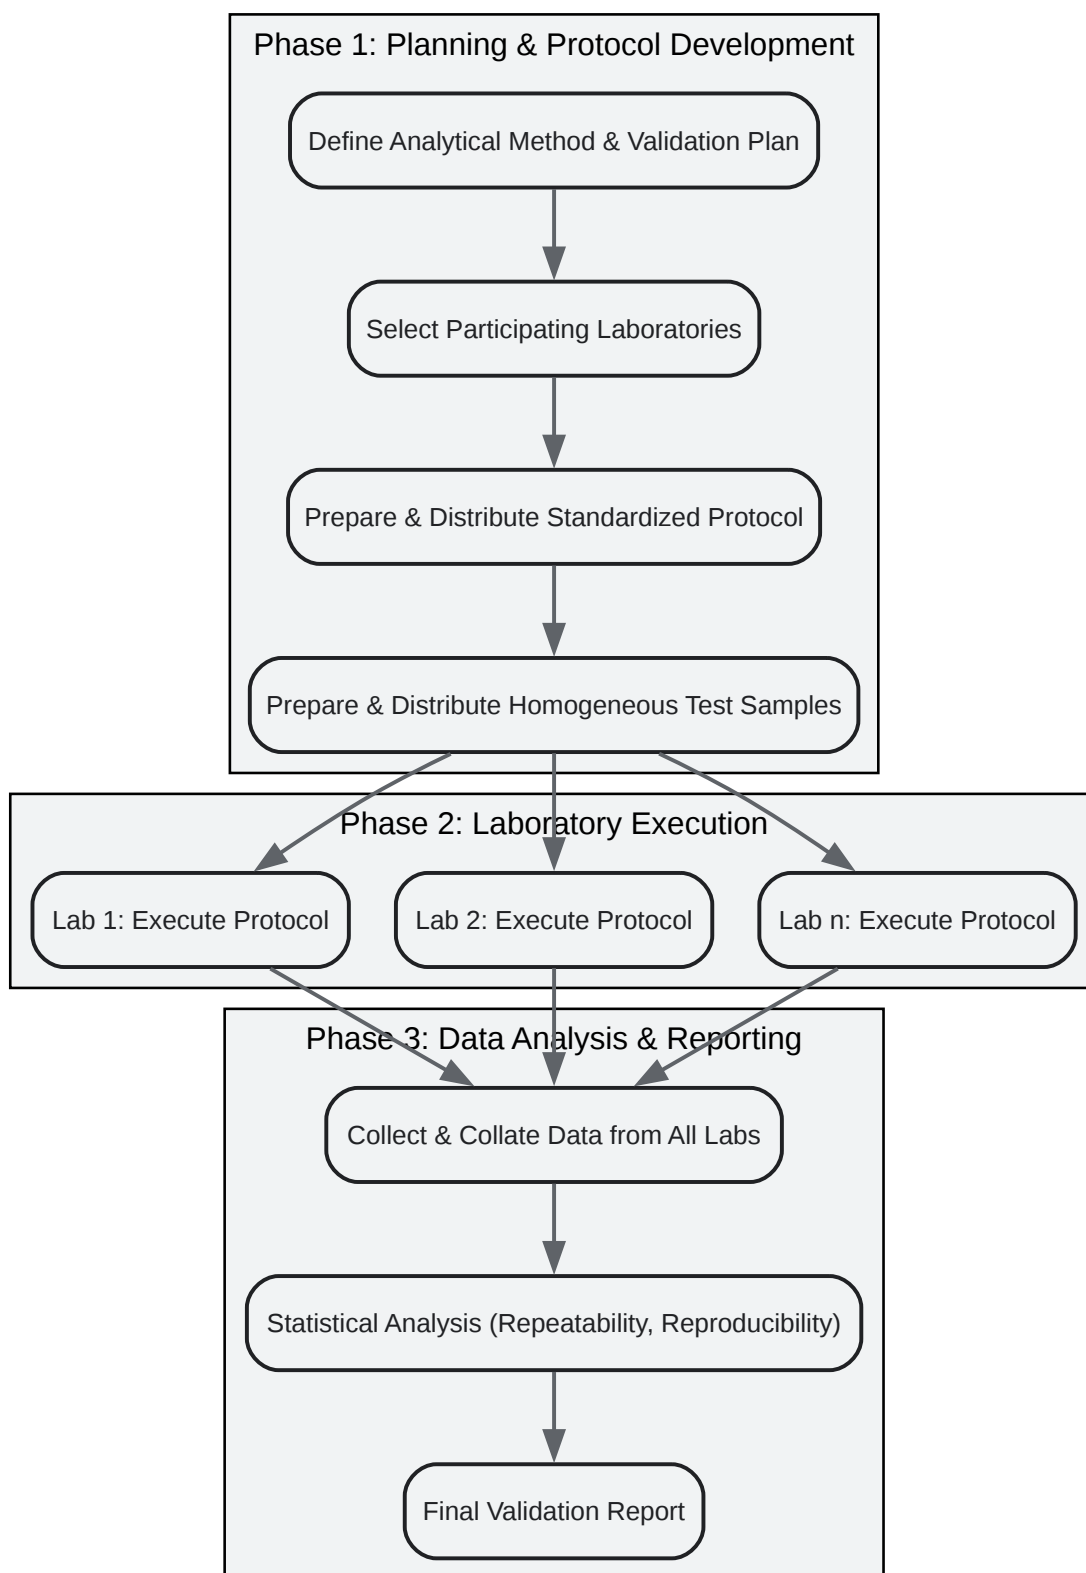 Phase 1: Planning & Protocol Development
Define Analytical Method & Validation Plan
Select Participating Laboratories
Prepare & Distribute Standardized Protocol
Prepare & Distribute Homogeneous Test Samples
Phase 2: Laboratory Execution
Lab 1: Execute Protocol
Lab 2: Execute Protocol
Lab n: Execute Protocol
Phase 3: Data Analysis & Reporting
Collect & Collate Data from All Labs
Statistical Analysis (Repeatability, Reproducibility)
Final Validation Report